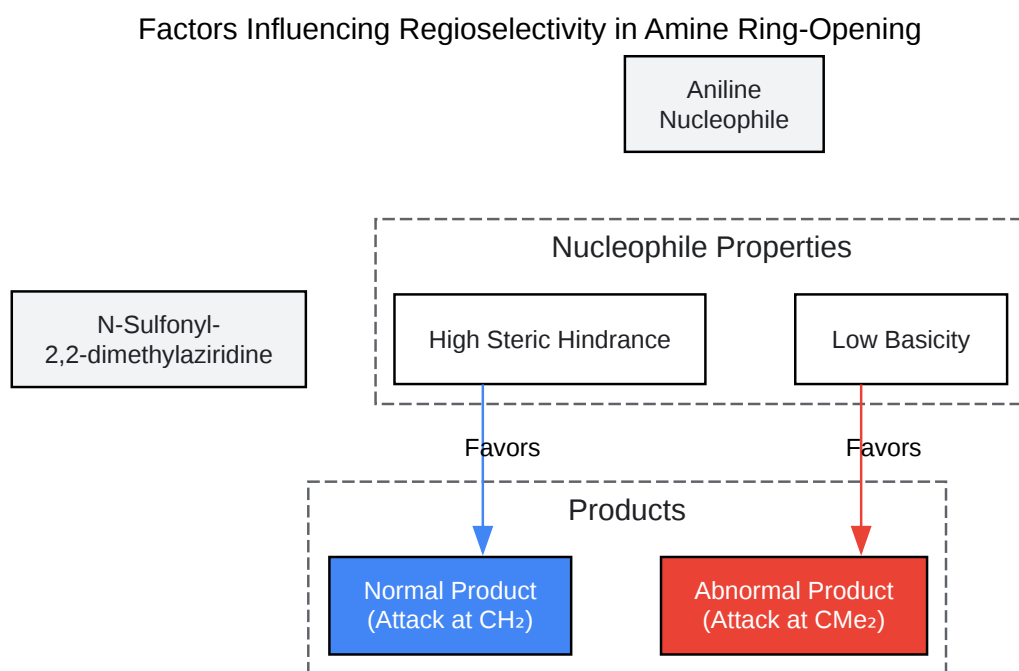 Factors Influencing Regioselectivity in Amine Ring-Opening
Aniline
Nucleophile
Nucleophile Properties
N-Sulfonyl-
2,2-dimethylaziridine
High Steric Hindrance
Low Basicity
Favors
Favors
Products
Normal Product
(Attack at CH₂)
Abnormal Product
(Attack at CMe₂)